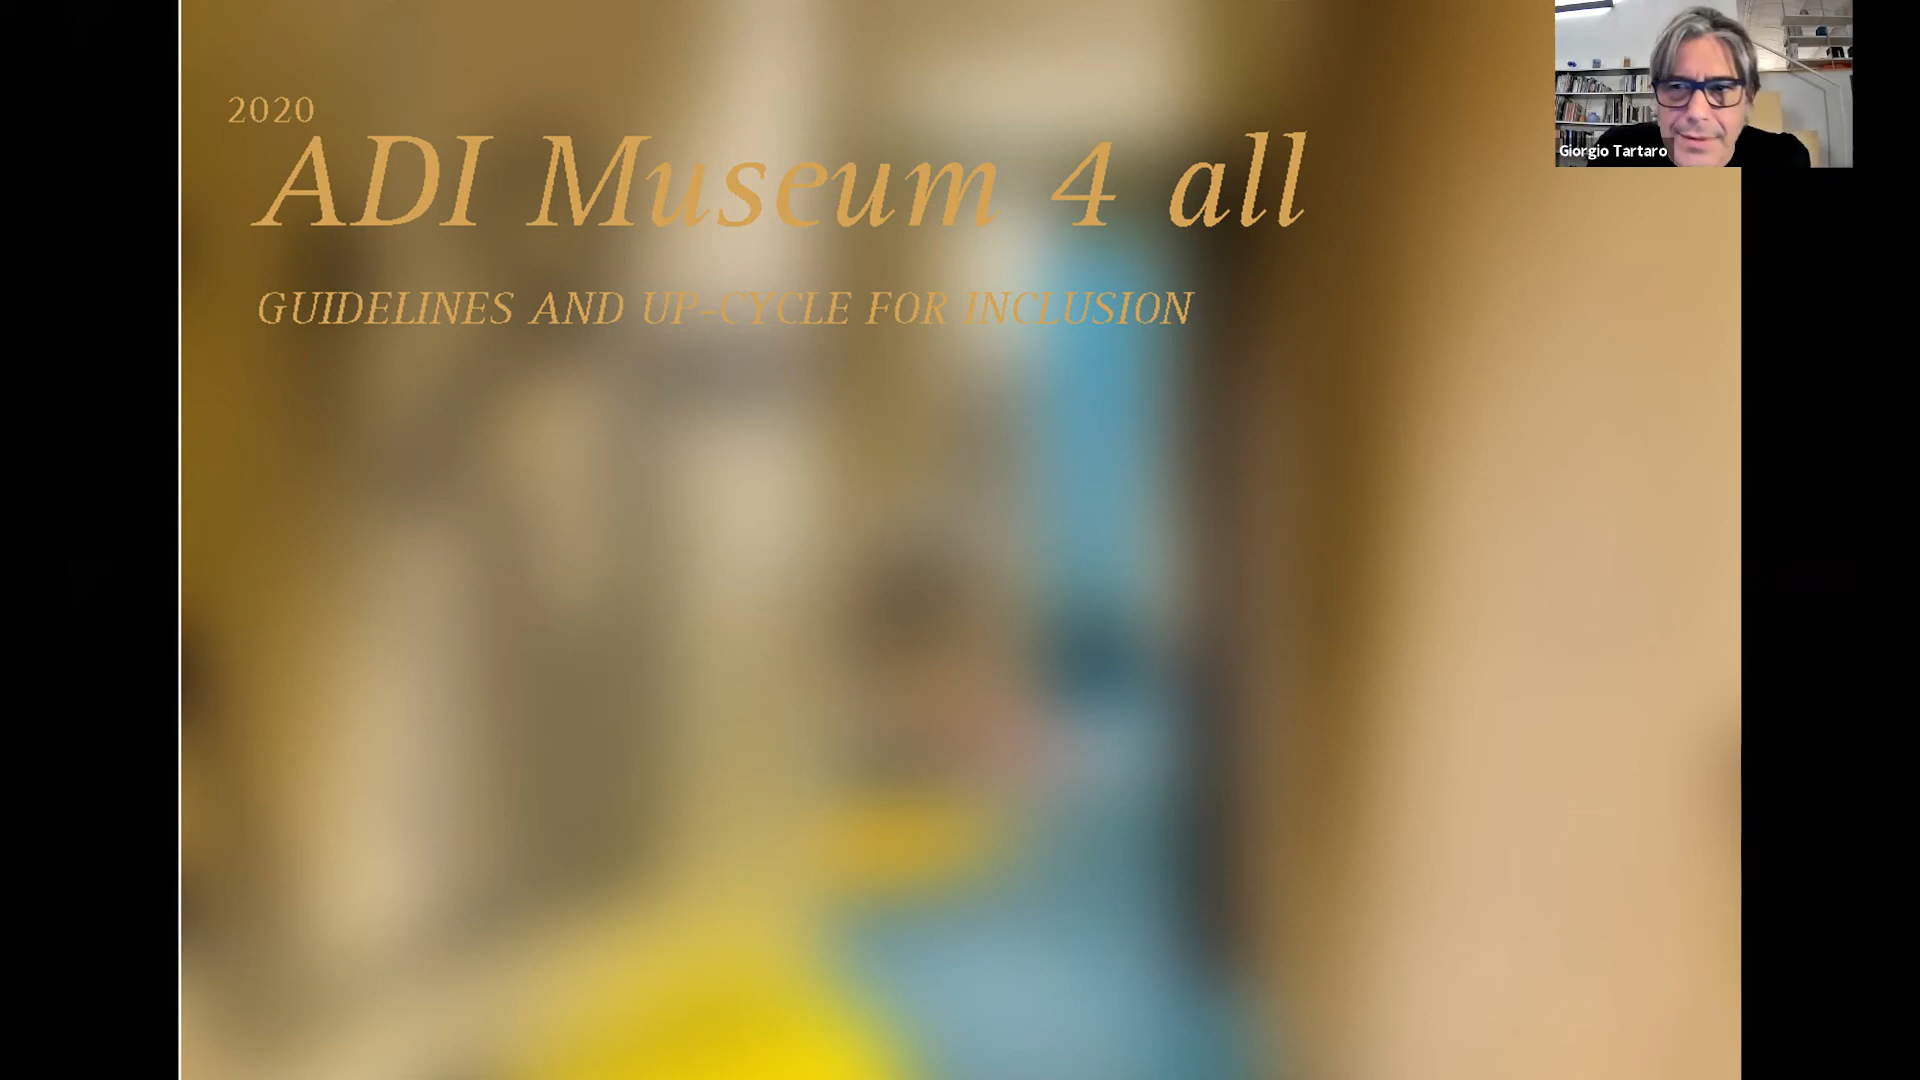 2020
ADI Museum 4 all
GUIDELINES AND UP-CYCLE FOR INCLUSION
Giorgio Tartaro